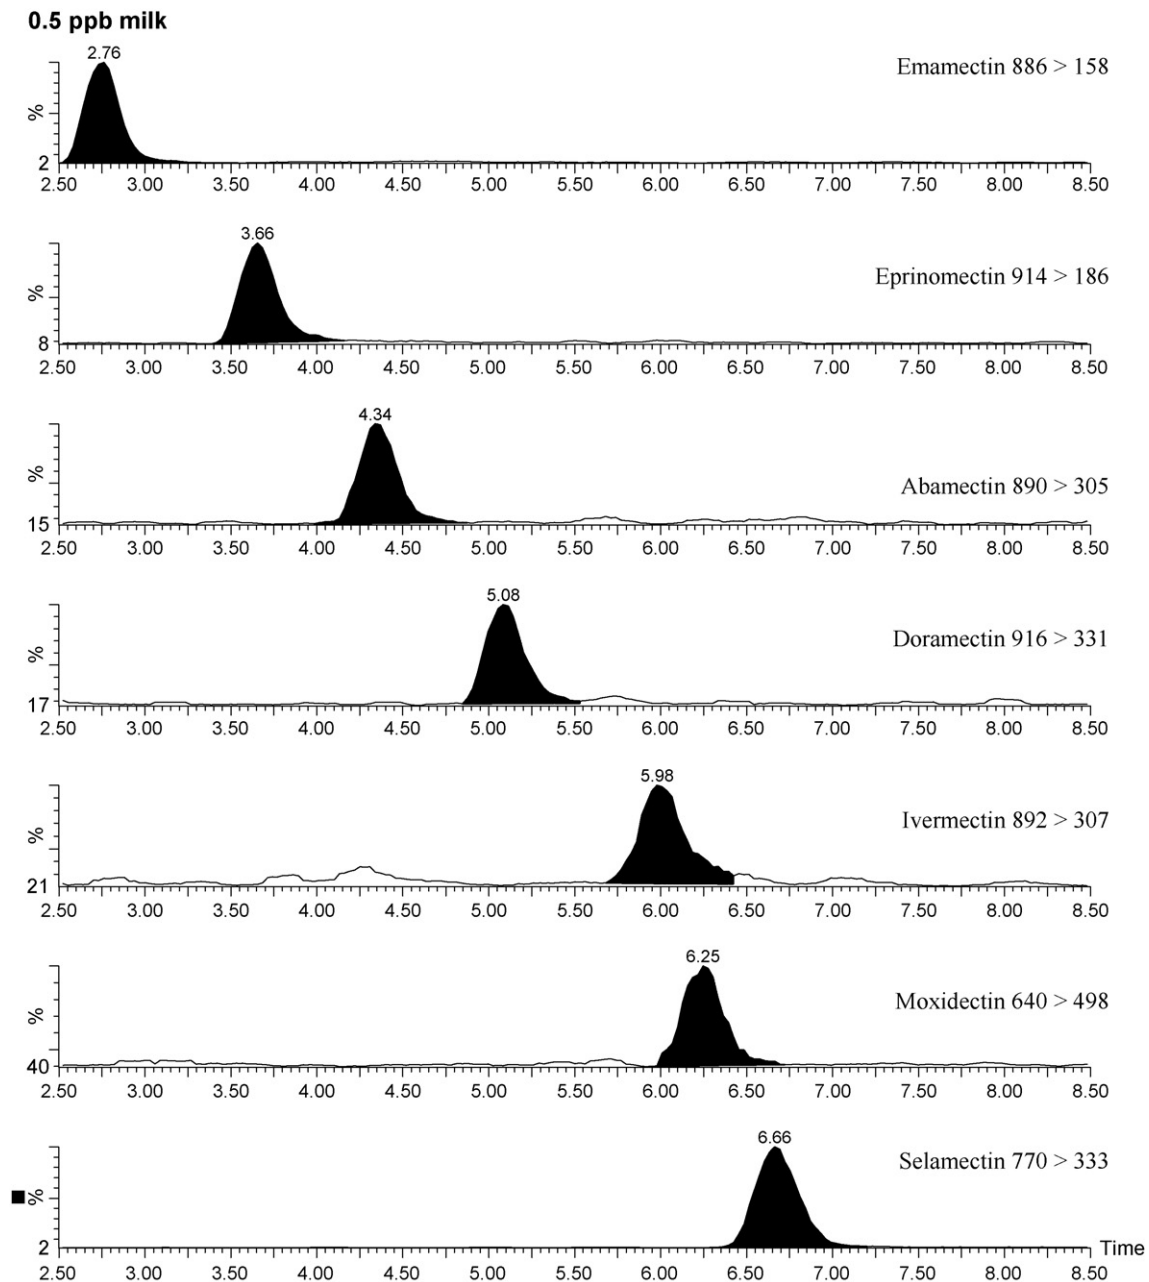 0.5 ppb milk
2.76
Emamectin 886 > 158
%
2
2.50 3.00 3.50 4.00 4.50 5.00 5.50 6.00 6.50 7.00 7.50 8.00 8.50
3.66
Eprinomectin 914 > 186
%
8
2.50 3.00 3.50 4.00 4.50 5.00 5.50 6.00 6.50 7.00 7.50 8.00 8.50
4.34
Abamectin 890 > 305
%
15
2.50 3.00 3.50 4.00 4.50 5.00 5.50 6.00 6.50 7.00 7.50 8.00 8.50
5.08
Doramectin 916 > 331
%
17
2.50 3.00 3.50 4.00 4.50 5.00 5.50 6.00 6.50 7.00 7.50 8.00 8.50
5.98
Ivermectin 892 > 307
%
21
2.50 3.00 3.50 4.00 4.50 5.00 5.50 6.00 6.50 7.00 7.50 8.00 8.50
6.25
Moxidectin 640 > 498
%
40
2.50 3.00 3.50 4.00 4.50 5.00 5.50 6.00 6.50 7.00 7.50 8.00 8.50
6.66
Selamectin 770 > 333
%
2 Time
2.50 3.00 3.50 4.00 4.50 5.00 5.50 6.00 6.50 7.00 7.50 8.00 8.50